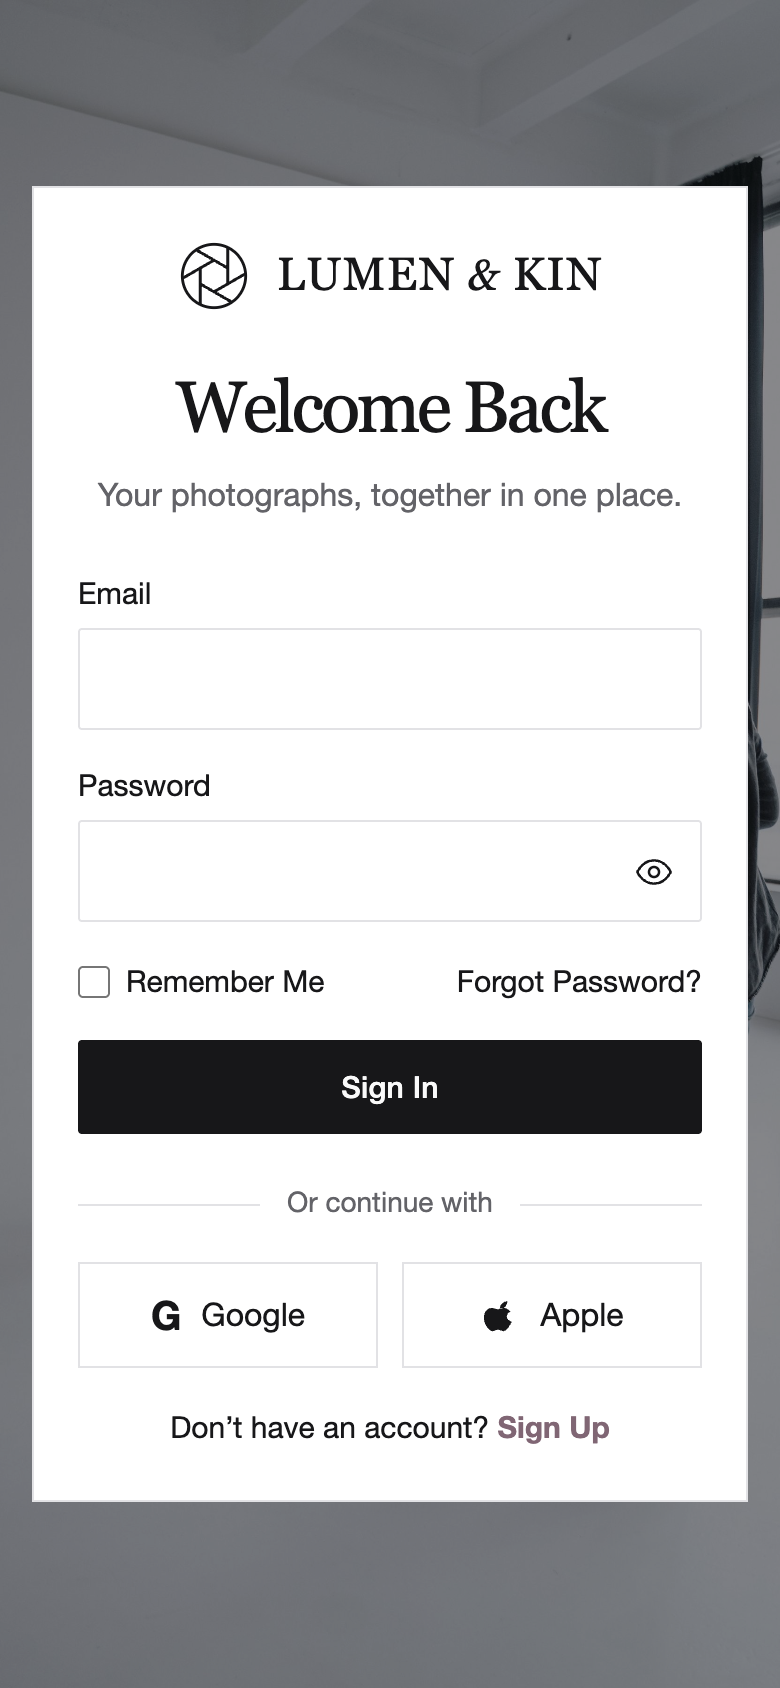 LUMEN & KIN
Welcome Back
Your photographs, together in one place.
Email
Password
Remember Me
Forgot Password?
Sign In
Or continue with
G Google
Apple
Don’t have an account? Sign Up